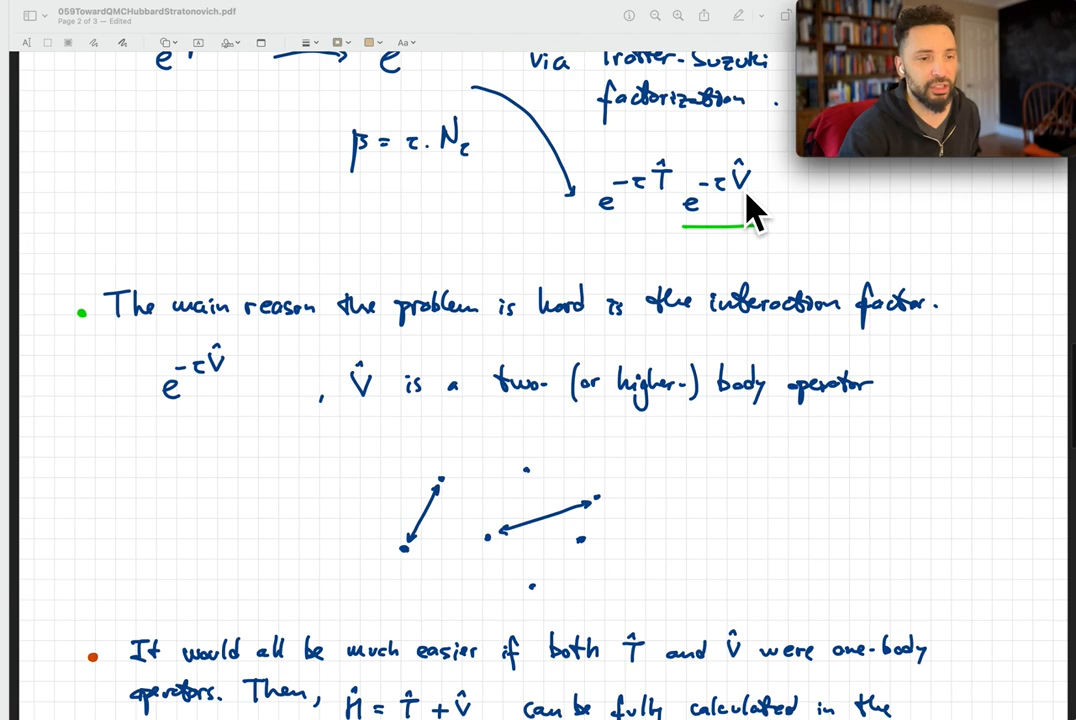 059TowardQMCHubbardStratonovich.pdf
Page 2 of 3 — Edited
via Trotter-Suzuki
factorization.
β = τ. N_τ
e^{-τT̂} e^{-τV̂}
• The main reason the problem is hard is the interaction factor.
e^{-τV̂} , V̂ is a two- (or higher-) body operator
• It would all be much easier if both T̂ and V̂ were one-body
operators. Then, Ĥ = T̂ + V̂ can be fully calculated in the